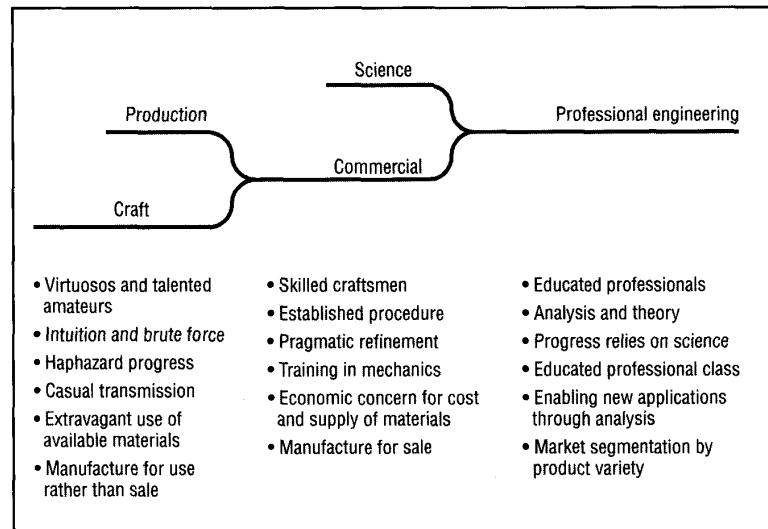 Science
Production
Professional engineering
Commercial
Craft
• Virtuosos and talented
amateurs
• Intuition and brute force
• Haphazard progress
• Casual transmission
• Extravagant use of
available materials
• Manufacture for use
rather than sale
• Skilled craftsmen
• Established procedure
• Pragmatic refinement
• Training in mechanics
• Economic concern for cost
and supply of materials
• Manufacture for sale
• Educated professionals
• Analysis and theory
• Progress relies on science
• Educated professional class
• Enabling new applications
through analysis
• Market segmentation by
product variety